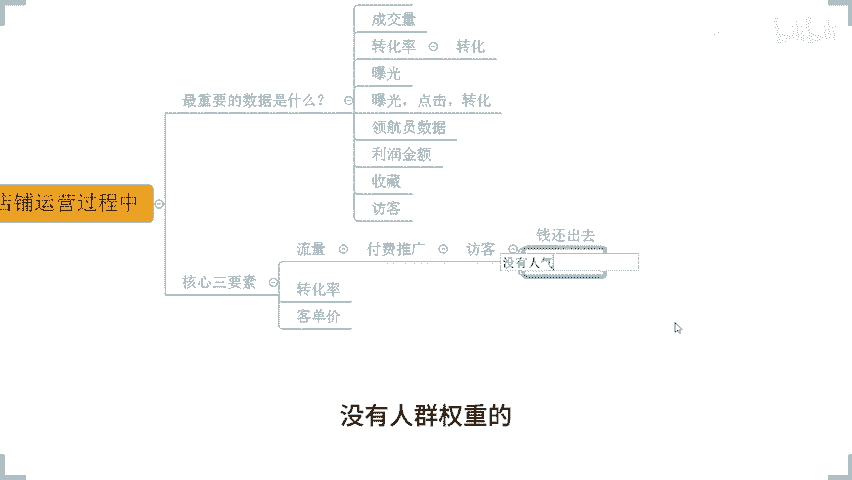 成交量
转化率 转化
曝光
最重要的数据是什么? 曝光,点击,转化
领航员数据
利润金额
收藏
店铺运营过程中
访客
钱还出去
流量 付费推广 访客
没有人气
核心三要素
转化率
客单价
没有人群权重的